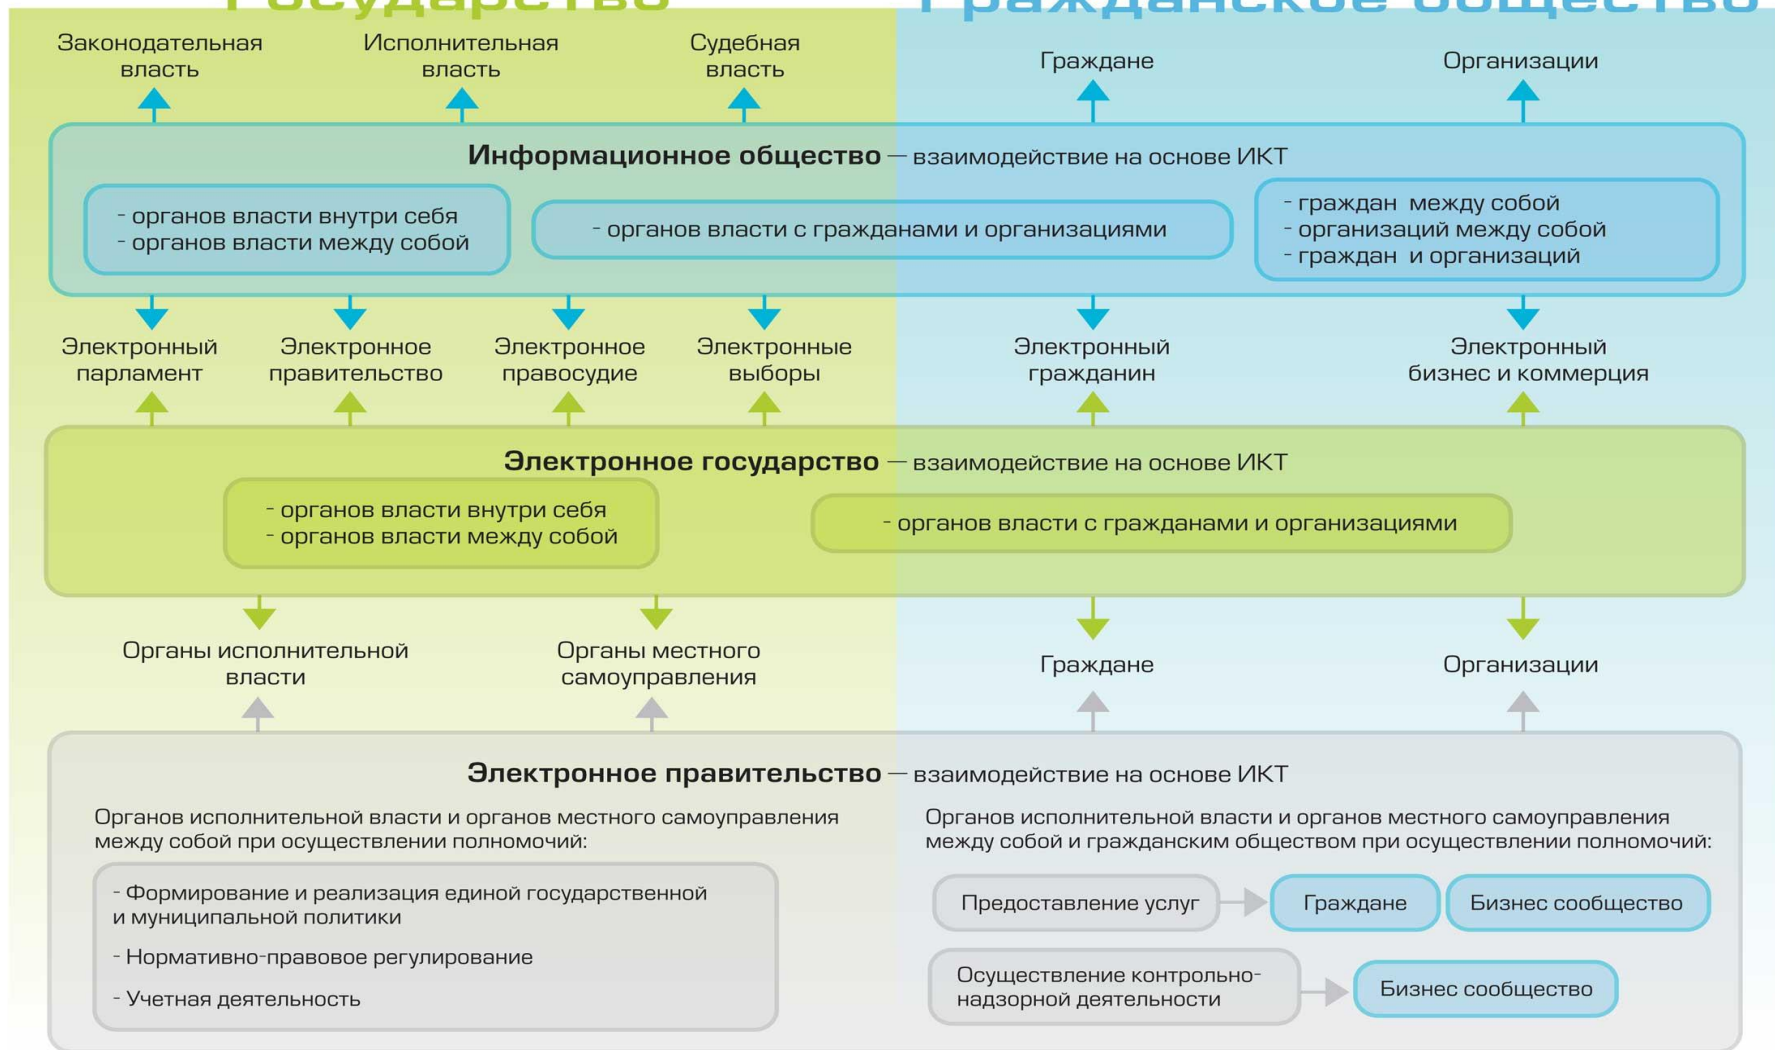 Государство
Гражданское общество
Законодательная
власть
Исполнительная
власть
Судебная
власть
Граждане
Организации
Информационное общество — взаимодействие на основе ИКТ
- органов власти внутри себя
- органов власти между собой
- органов власти с гражданами и организациями
- граждан между собой
- организаций между собой
- граждан и организаций
Электронный
парламент
Электронное
правительство
Электронное
правосудие
Электронные
выборы
Электронный
гражданин
Электронный
бизнес и коммерция
Электронное государство — взаимодействие на основе ИКТ
- органов власти внутри себя
- органов власти между собой
- органов власти с гражданами и организациями
Органы исполнительной
власти
Органы местного
самоуправления
Граждане
Организации
Электронное правительство — взаимодействие на основе ИКТ
Органов исполнительной власти и органов местного самоуправления
между собой при осуществлении полномочий:
- Формирование и реализация единой государственной
и муниципальной политики
- Нормативно-правовое регулирование
- Учетная деятельность
Органов исполнительной власти и органов местного самоуправления
между собой и гражданским обществом при осуществлении полномочий:
Предоставление услуг
Граждане
Бизнес сообщество
Осуществление контрольно-
надзорной деятельности
Бизнес сообщество